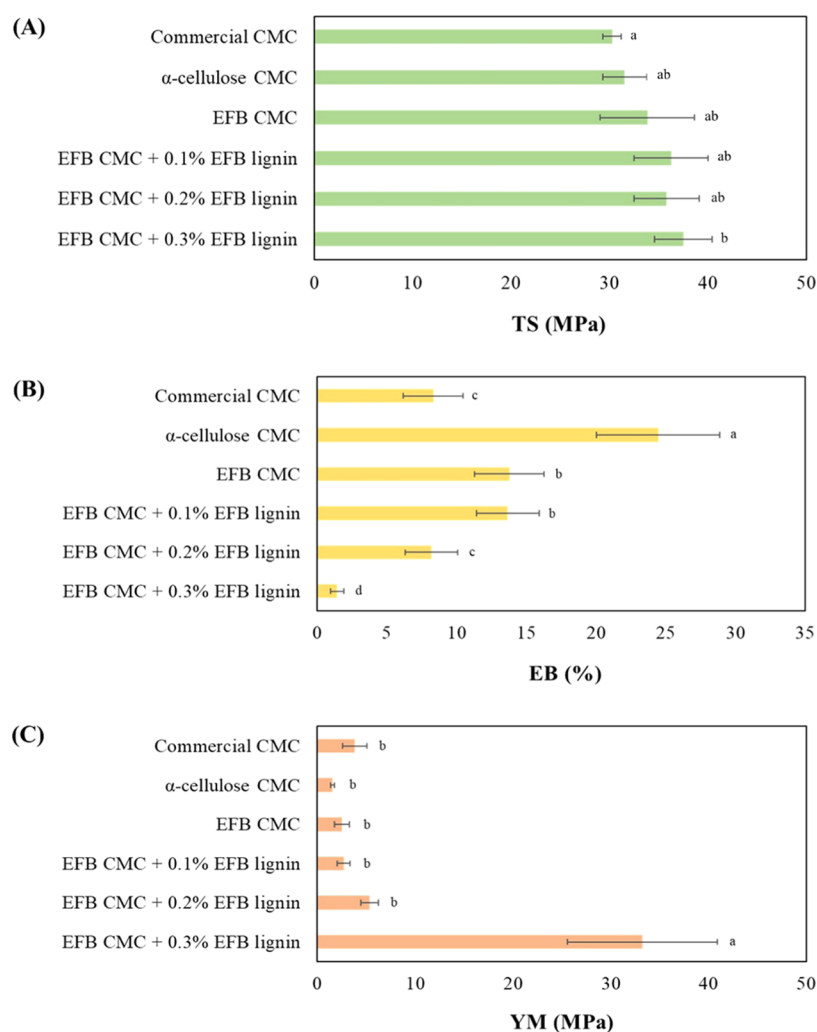 (A)
Commercial CMC
a
α-cellulose CMC
ab
EFB CMC
ab
EFB CMC + 0.1% EFB lignin
ab
EFB CMC + 0.2% EFB lignin
ab
EFB CMC + 0.3% EFB lignin
b
0 10 20 30 40 50
TS (MPa)
(B)
Commercial CMC
c
α-cellulose CMC
a
EFB CMC
b
EFB CMC + 0.1% EFB lignin
b
EFB CMC + 0.2% EFB lignin
c
EFB CMC + 0.3% EFB lignin
d
0 5 10 15 20 25 30 35
EB (%)
(C)
Commercial CMC
b
α-cellulose CMC
b
EFB CMC
b
EFB CMC + 0.1% EFB lignin
b
EFB CMC + 0.2% EFB lignin
b
EFB CMC + 0.3% EFB lignin
a
0 10 20 30 40 50
YM (MPa)